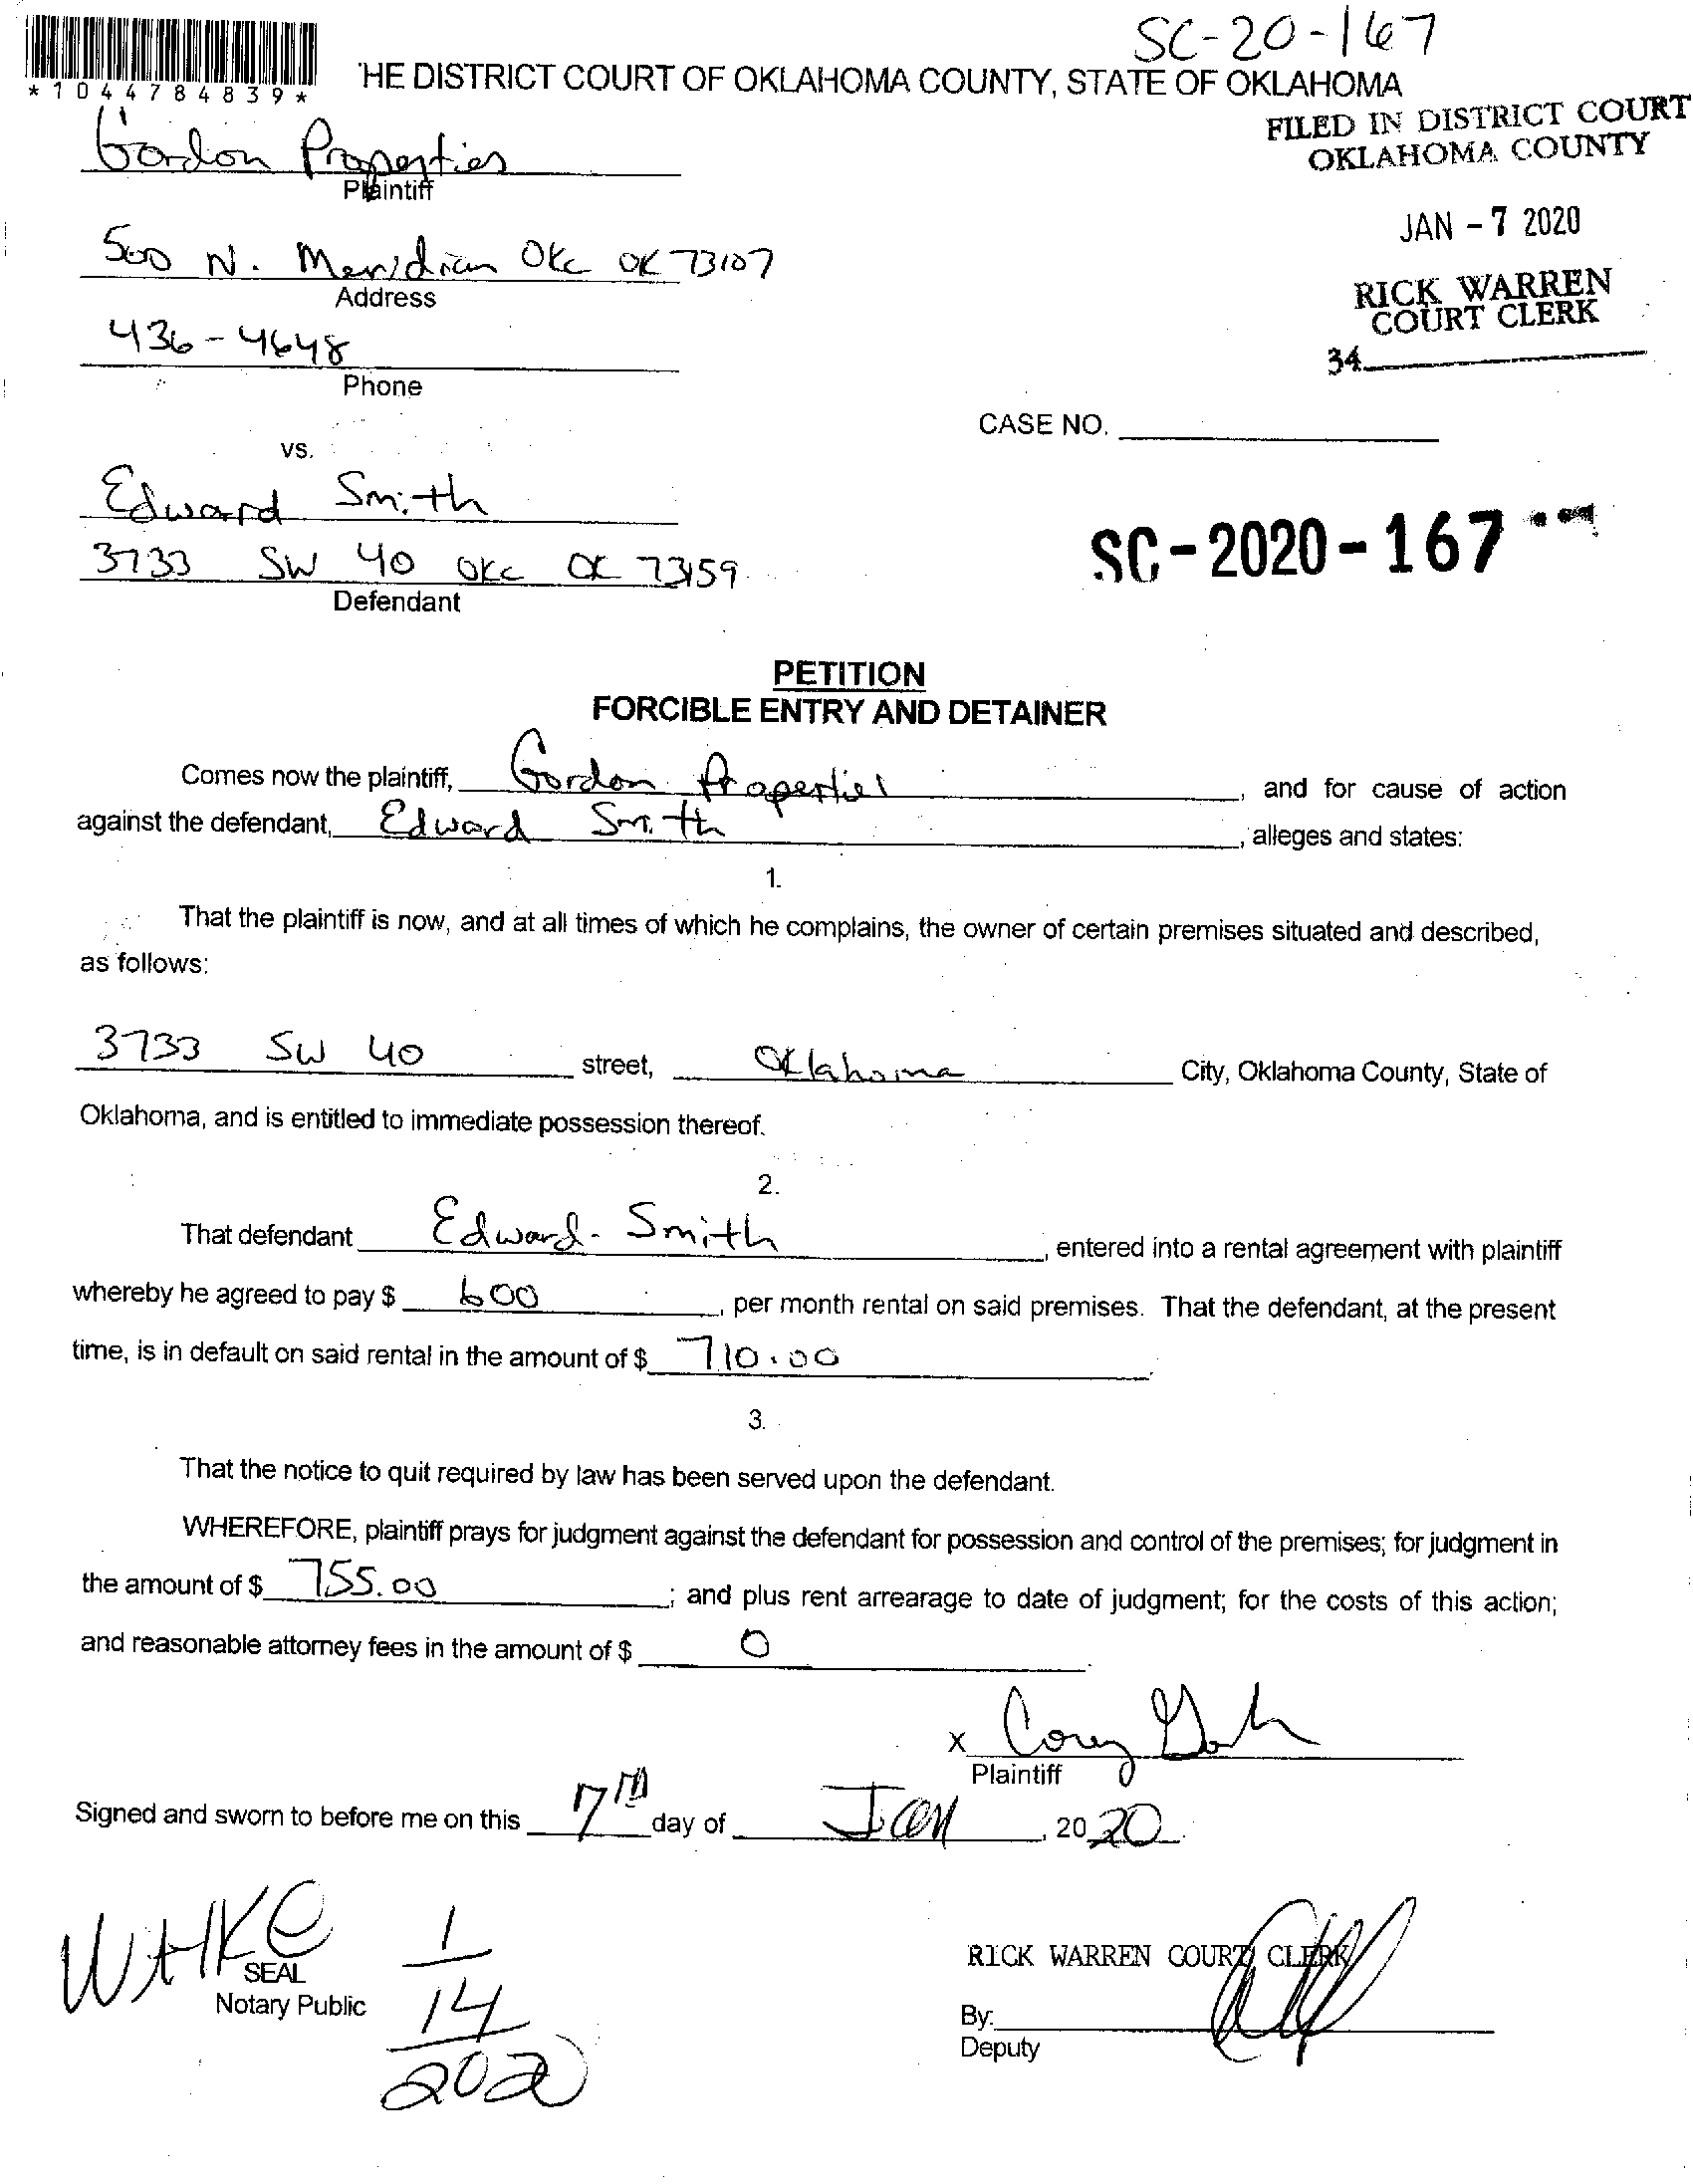 SC-20-167
*1044784839*
'HE DISTRICT COURT OF OKLAHOMA COUNTY, STATE OF OKLAHOMA
FILED IN DISTRICT COURT
OKLAHOMA COUNTY
Gordon Properties
Plaintiff
JAN - 7 2020
500 N. Meridian OKC OK 73107
Address
RICK WARREN
COURT CLERK
436-4648
34
Phone
CASE NO.
vs.
Edward Smith
3733 SW 40 OKC OK 73159
Defendant
SC-2020-167
PETITION
FORCIBLE ENTRY AND DETAINER
Comes now the plaintiff, Gordon Properties, and for cause of action
against the defendant, Edward Smith, alleges and states:
1.
That the plaintiff is now, and at all times of which he complains, the owner of certain premises situated and described,
as follows:
3733 SW 40 street, Oklahoma City, Oklahoma County, State of
Oklahoma, and is entitled to immediate possession thereof.
2.
That defendant Edward Smith, entered into a rental agreement with plaintiff
whereby he agreed to pay $ 600, per month rental on said premises. That the defendant, at the present
time, is in default on said rental in the amount of $ 710.00.
3.
That the notice to quit required by law has been served upon the defendant.
WHEREFORE, plaintiff prays for judgment against the defendant for possession and control of the premises; for judgment in
the amount of $ 755.00; and plus rent arrearage to date of judgment; for the costs of this action;
and reasonable attorney fees in the amount of $ 0.
x Corey
Plaintiff
Signed and sworn to before me on this 7th day of Jan, 2020.
1
14
2020
SEAL
Notary Public
RICK WARREN COURT CLERK
By:
Deputy